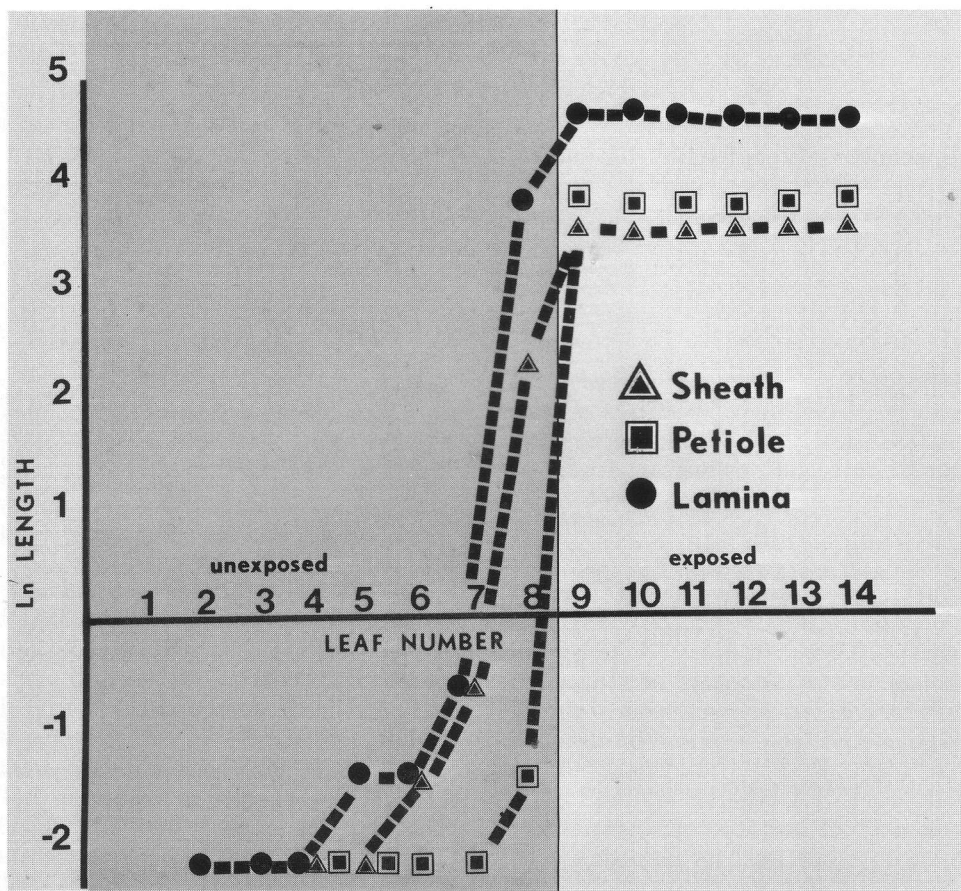 5
4
3
2
1
-1
-2
Ln LENGTH
unexposed
exposed
1 2 3 4 5 6 7 8 9 10 11 12 13 14
LEAF NUMBER
Sheath
Petiole
Lamina